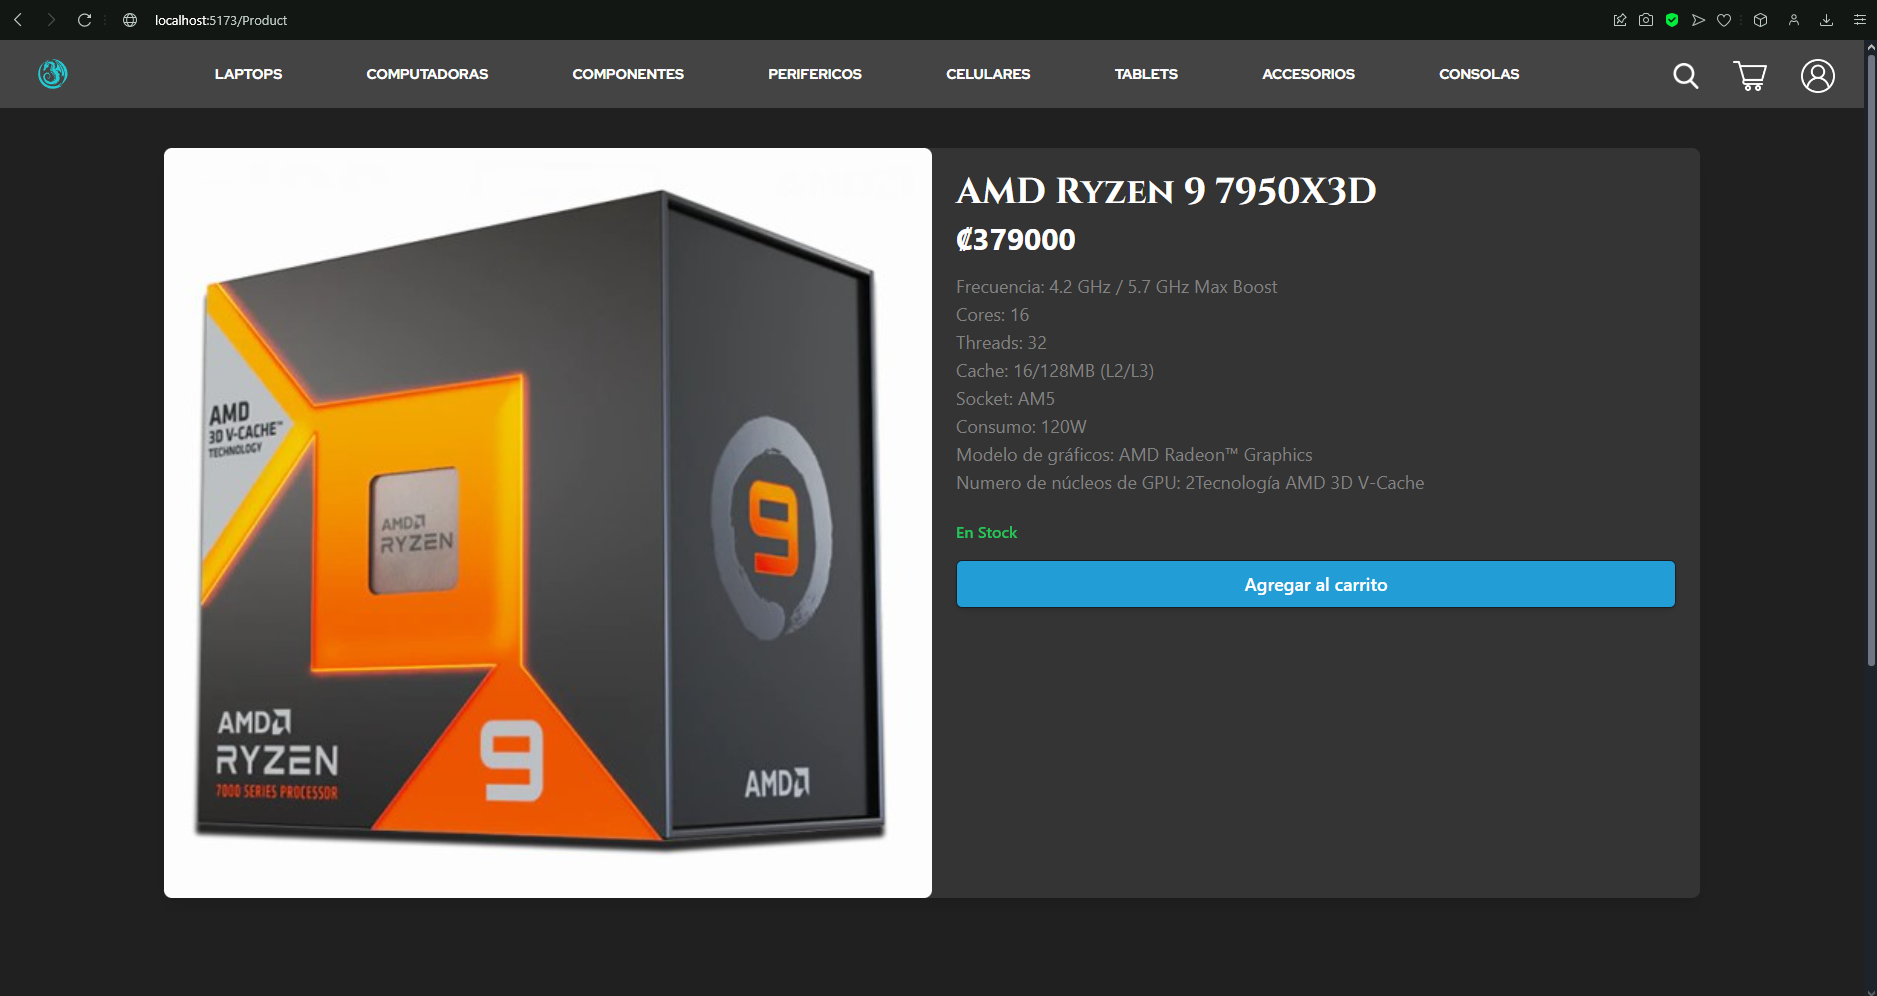 localhost:5173/Product
LAPTOPS COMPUTADORAS COMPONENTES PERIFERICOS CELULARES TABLETS ACCESORIOS CONSOLAS
AMD Ryzen 9 7950X3D
₡379000
Frecuencia: 4.2 GHz / 5.7 GHz Max Boost
Cores: 16
Threads: 32
Cache: 16/128MB (L2/L3)
Socket: AM5
Consumo: 120W
Modelo de gráficos: AMD Radeon™ Graphics
Numero de núcleos de GPU: 2Tecnología AMD 3D V-Cache
En Stock
Agregar al carrito
AMD
3D V-CACHE™
TECHNOLOGY
AMD
RYZEN
9
AMD
RYZEN
7000 SERIES PROCESSOR
9
AMD